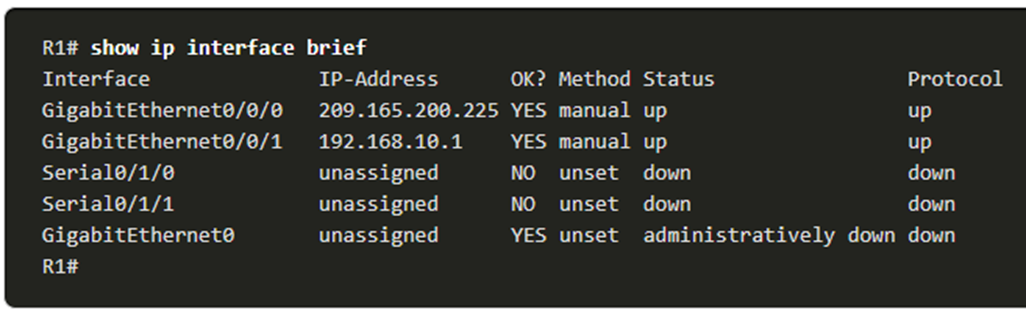 R1# show ip interface brief
Interface IP-Address OK? Method Status Protocol
GigabitEthernet0/0/0 209.165.200.225 YES manual up up
GigabitEthernet0/0/1 192.168.10.1 YES manual up up
Serial0/1/0 unassigned NO unset down down
Serial0/1/1 unassigned NO unset down down
GigabitEthernet0 unassigned YES unset administratively down down
R1#